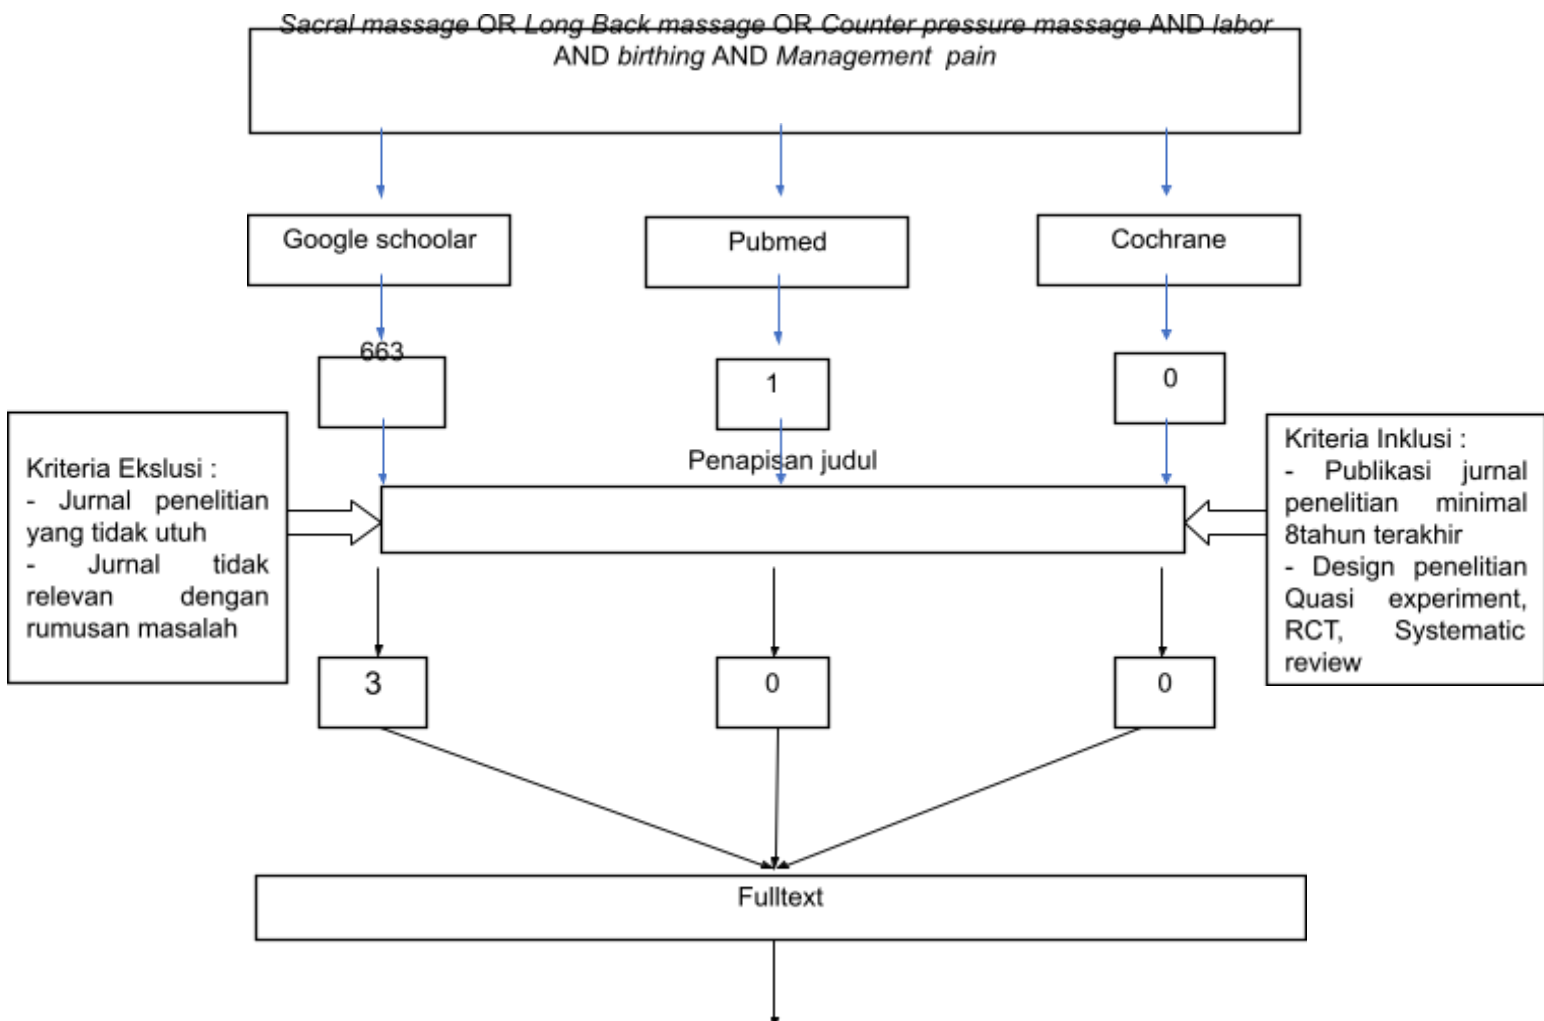 Sacral massage OR Long Back massage OR Counter pressure massage AND labor
AND birthing AND Management pain
Google schoolar
Pubmed
Cochrane
663
1
0
Kriteria Ekslusi :
- Jurnal penelitian
yang tidak utuh
- Jurnal tidak
relevan dengan
rumusan masalah
Penapisan judul
Kriteria Inklusi :
- Publikasi jurnal
penelitian minimal
8tahun terakhir
- Design penelitian
Quasi experiment,
RCT, Systematic
review
3
0
0
Fulltext